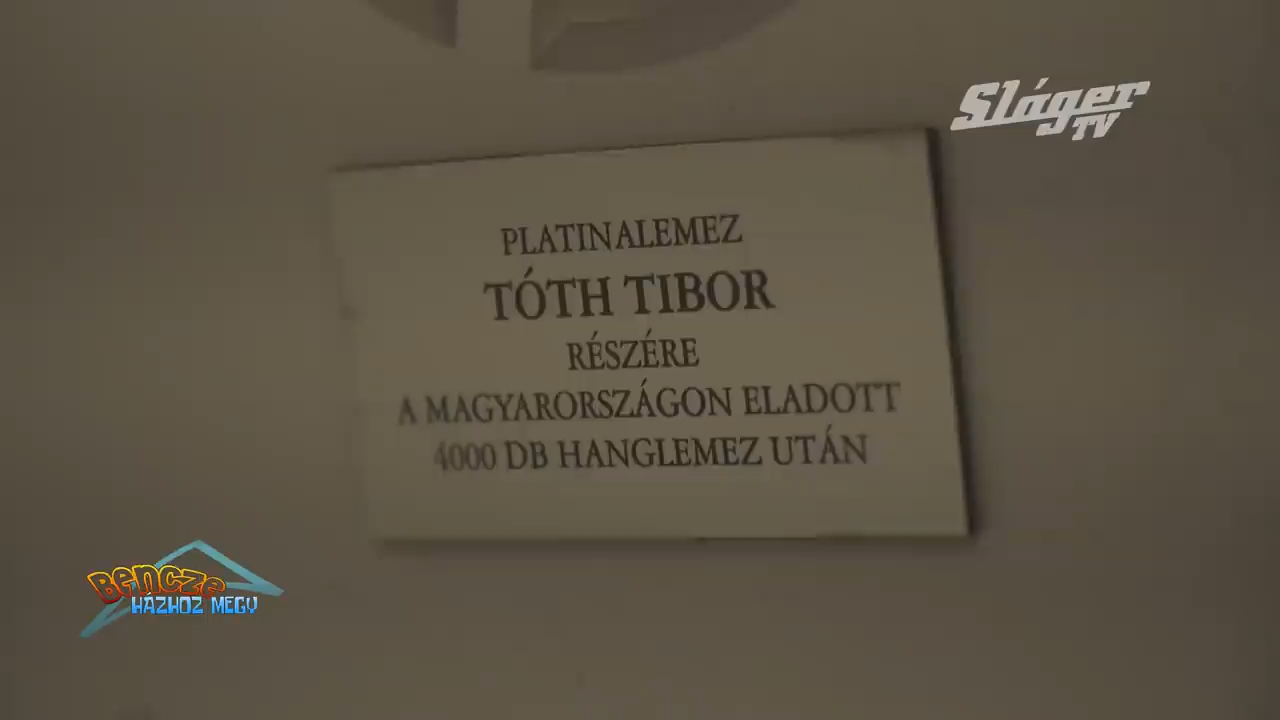 Sláger
TV
PLATINALEMEZ
TÓTH TIBOR
RÉSZÉRE
A MAGYARORSZÁGON ELADOTT
4000 DB HANGLEMEZ UTÁN
BENCZE
HÁZHOZ MEGY